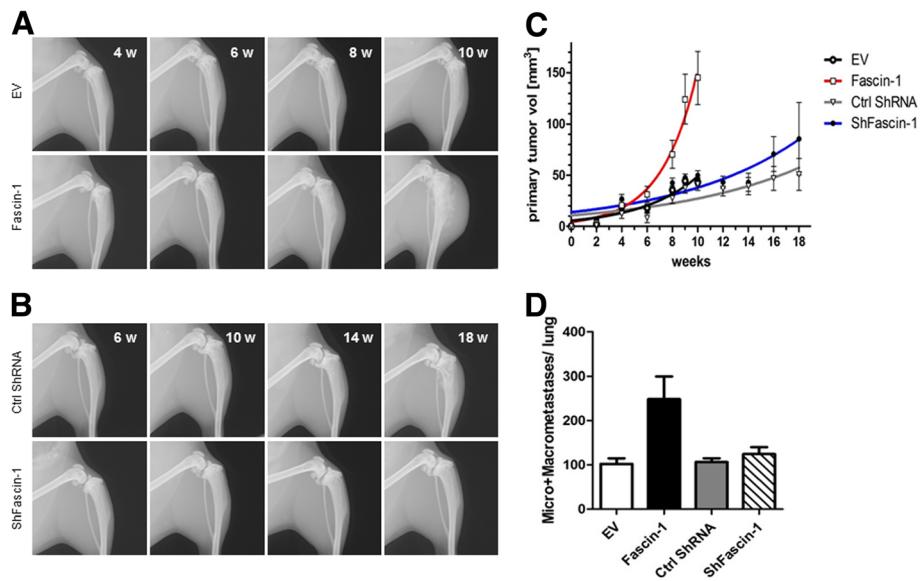 A
4 w 6 w 8 w 10 w
EV
Fascin-1
B
6 w 10 w 14 w 18 w
Ctrl ShRNA
ShFascin-1
C
primary tumor vol [mm³]
150
100
50
0
0 2 4 6 8 10 12 14 16 18
weeks
EV
Fascin-1
Ctrl ShRNA
ShFascin-1
D
Micro+Macrometastases/ lung
400
300
200
100
0
EV
Fascin-1
Ctrl ShRNA
ShFascin-1